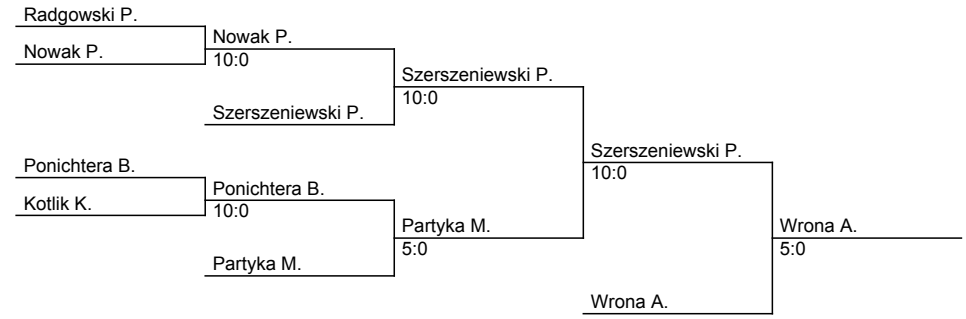 Radgowski P.
Nowak P.
Nowak P.
10:0
Szerszeniewski P.
Szerszeniewski P.
10:0
Ponichtera B.
Kotlik K.
Ponichtera B.
10:0
Partyka M.
Partyka M.
5:0
Szerszeniewski P.
10:0
Wrona A.
Wrona A.
5:0